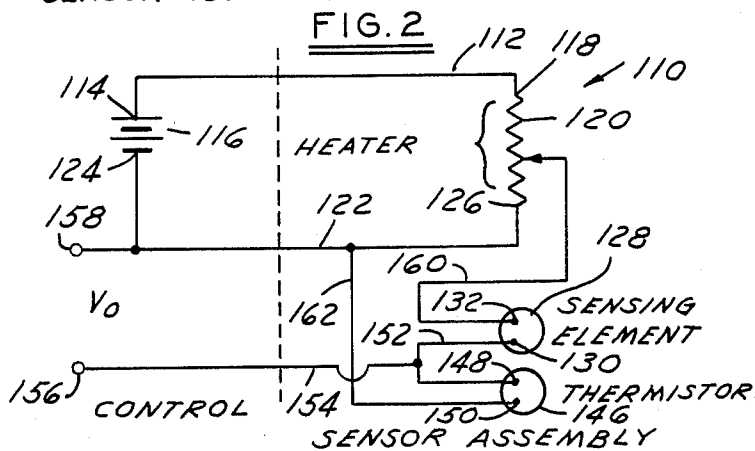 FIG. 2
112
118
110
114
116
120
HEATER
124
126
158
122
128
160
Vo
162
132
SENSING
ELEMENT
152
130
148
156
154
THERMISTOR
CONTROL
150
146
SENSOR ASSEMBLY